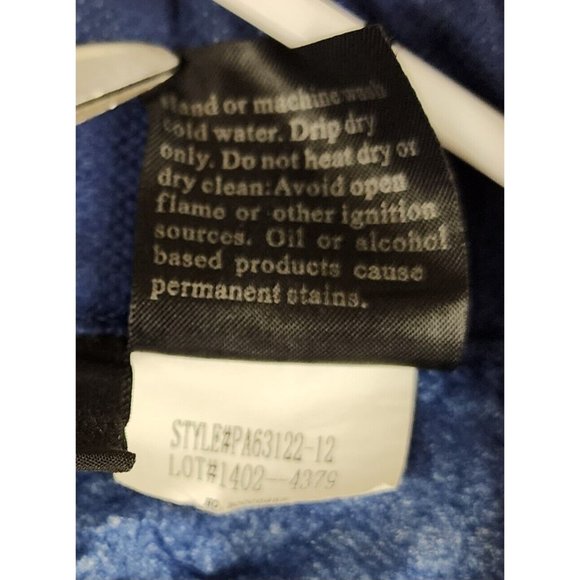 Hand or machine wash
cold water. Drip dry
only. Do not heat dry or
dry clean: Avoid open
flame or other ignition
sources. Oil or alcohol
based products cause
permanent stains.
STYLE#PA63122-12
LOT#1402--4379